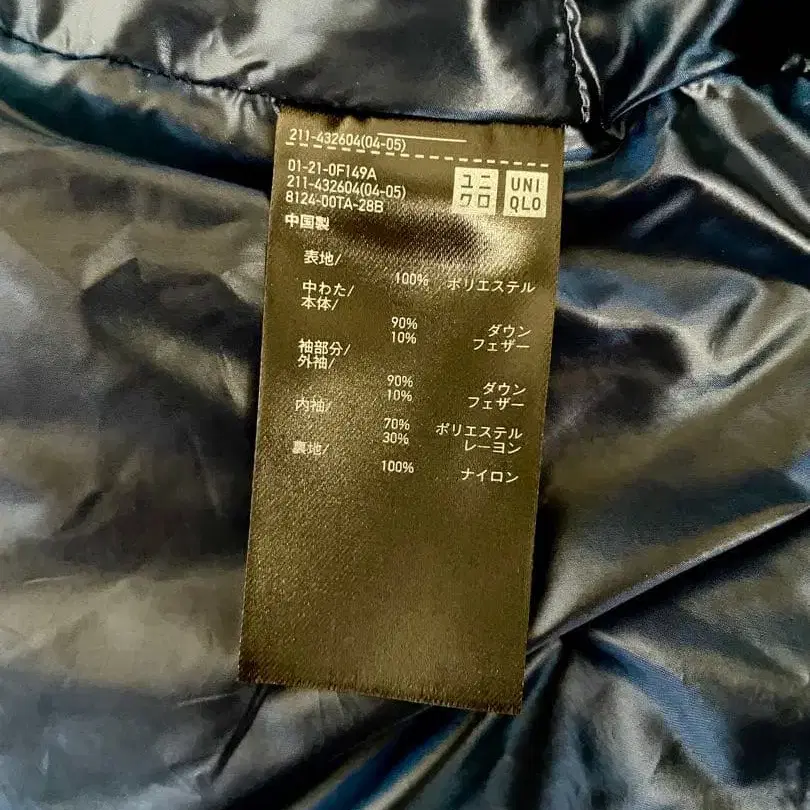 211-432604(04-05)
01-21-0F149A
211-432604(04-05)
8124-00TA-28B
中国製
ユニ
クロ
UNI
QLO
表地/
100% ポリエステル
中わた/
本体/
90% ダウン
10% フェザー
袖部分/
外袖/
90% ダウン
10% フェザー
内袖/
70% ポリエステル
30% レーヨン
裏地/
100% ナイロン